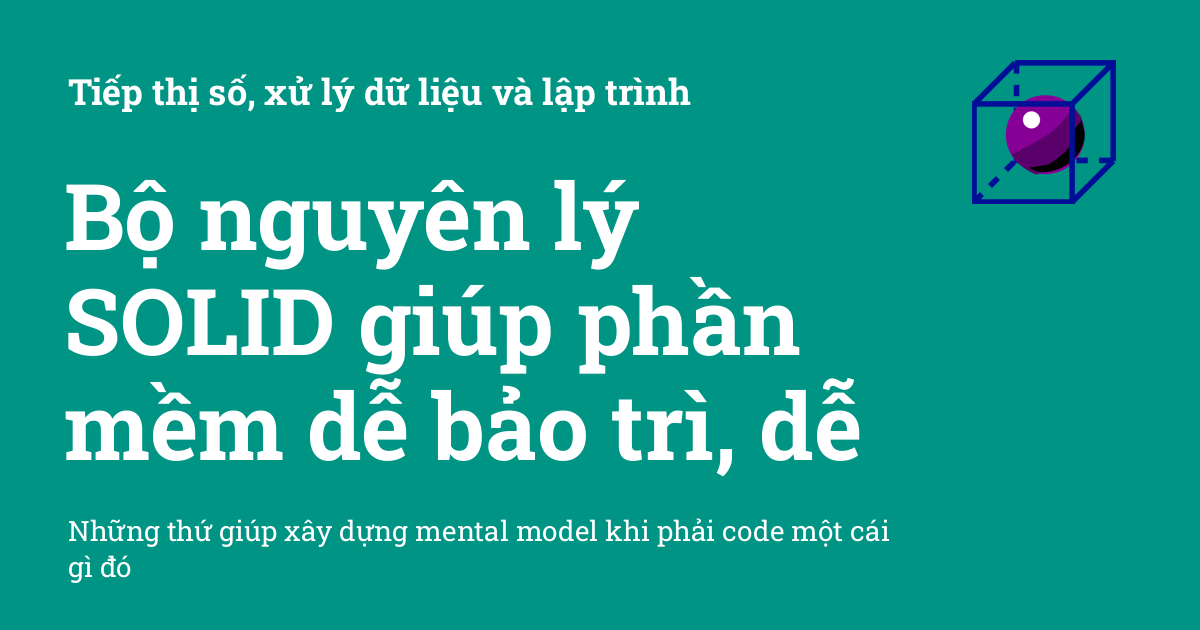 Tiếp thị số, xử lý dữ liệu và lập trình
Bộ nguyên lý
SOLID giúp phần
mềm dễ bảo trì, dễ
Những thứ giúp xây dựng mental model khi phải code một cái
gì đó